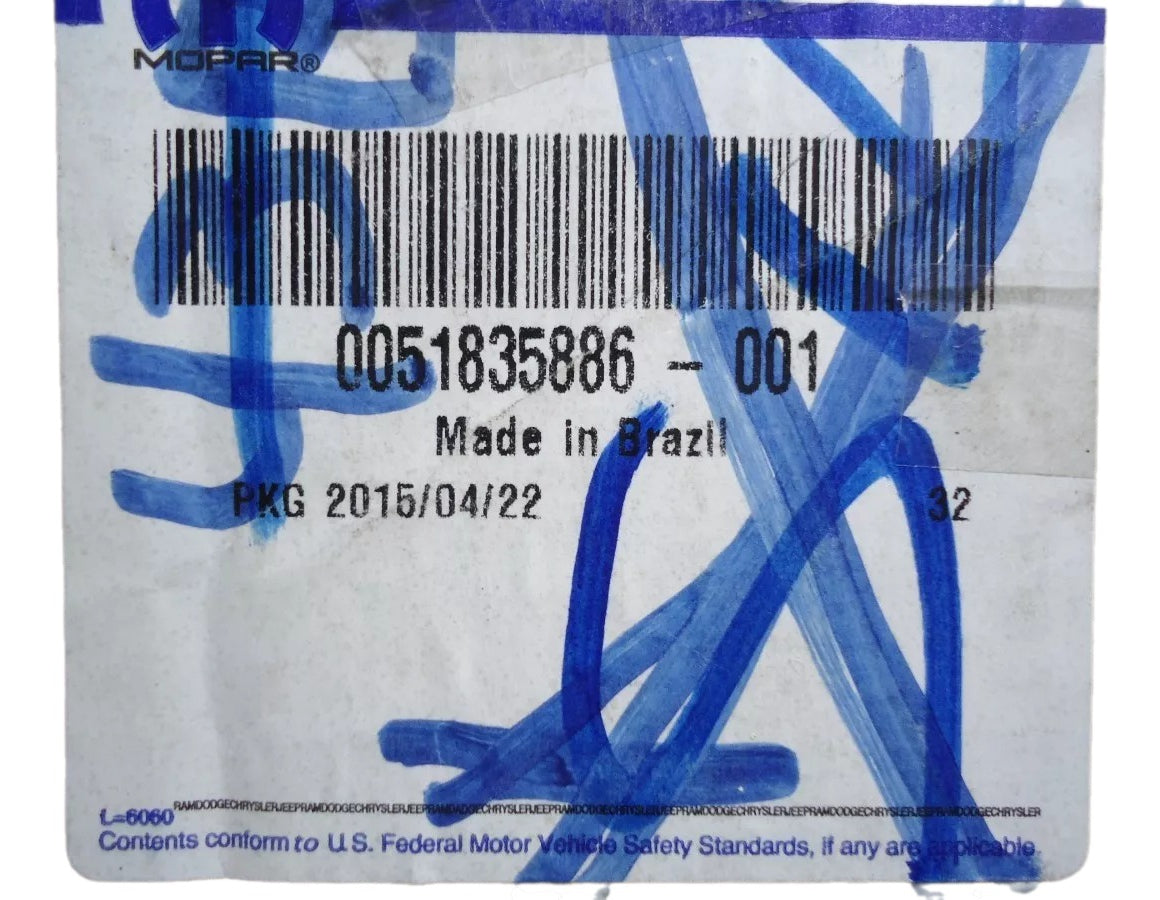 MOPAR®
0051835886 - 001
Made in Brazil
PKG 2015/04/22 32
RAMDODGECHRYSLERJEEPRAMDODGECHRYSLERJEEPRAMDADGECHRYSLERJEEPRAMDODGECHRYSLERJEEPRAMDODGECHRYSLERJEEPRAMDODGECHRYSLERJEEPRAMDODGECHRYSLER
L=6060
Contents conform to U.S. Federal Motor Vehicle Safety Standards, if any are applicable.